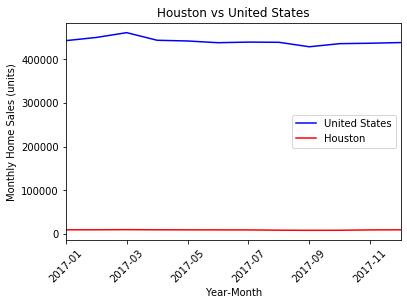 Houston vs United States
Monthly Home Sales (units)
400000
300000
200000
100000
0
United States
Houston
2017-01
2017-03
2017-05
2017-07
2017-09
2017-11
Year-Month